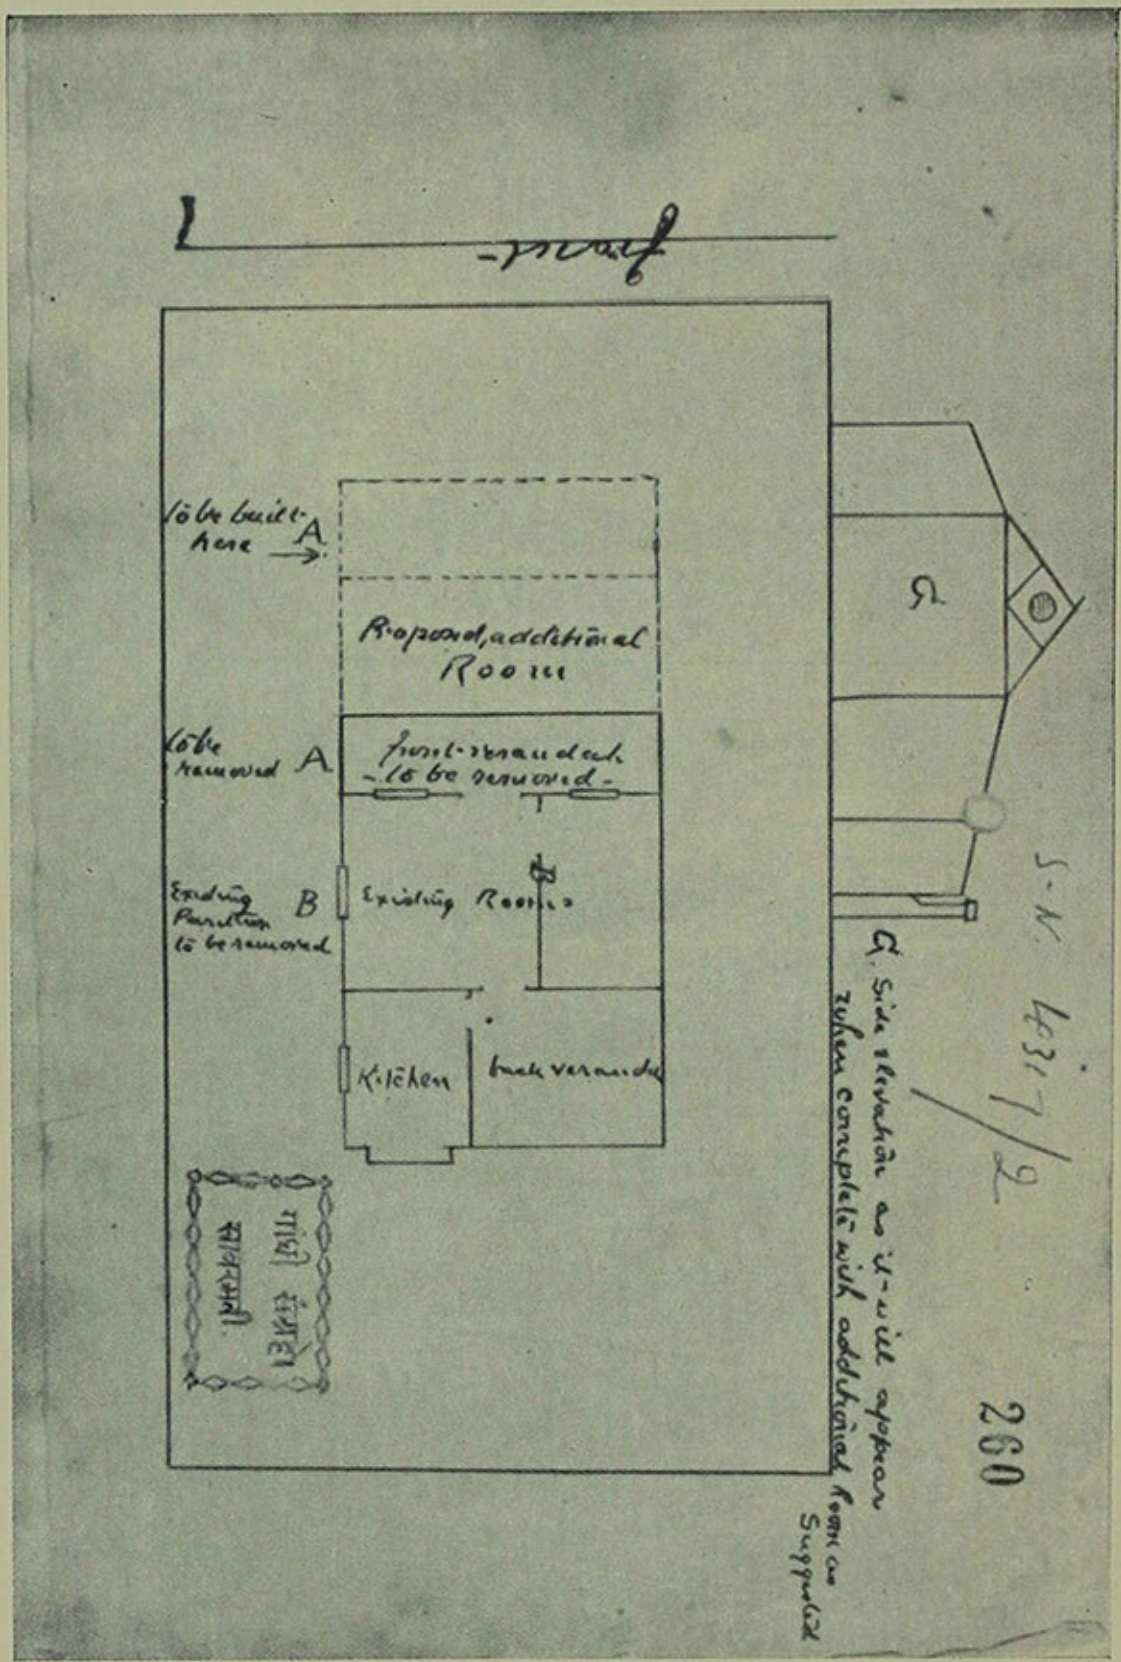 front-
to be built
here
A
Proposed, additional
Room
to be
removed
A
front-verandah
- to be removed -
Existing
Partition
to be removed
B
Existing Rooms
B
Kitchen
back verandah
गांधी संग्रहा
साबरमती.
G
G. Side elevation as it-will appear
when complete with additional Room as
Suggested
S-N. 4317/2
260